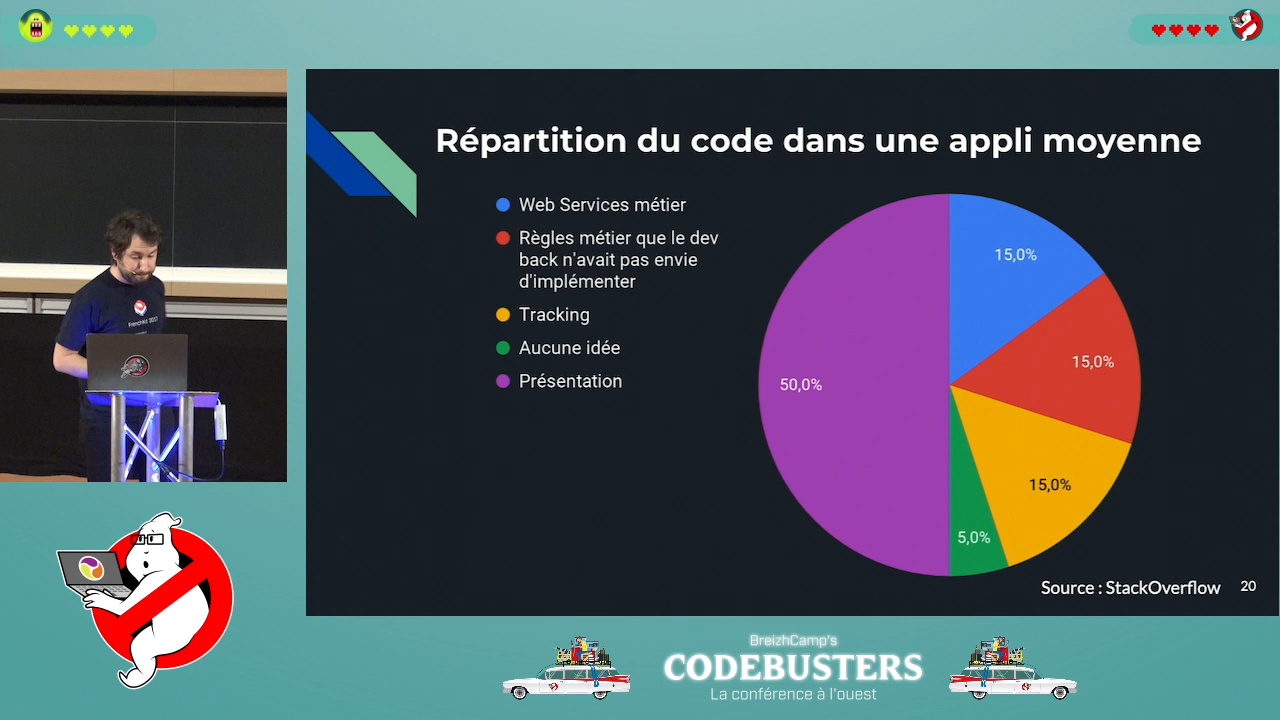 Répartition du code dans une appli moyenne
Web Services métier
Règles métier que le dev
back n'avait pas envie
d'implémenter
Tracking
Aucune idée
Présentation
15,0%
15,0%
15,0%
5,0%
50,0%
Source : StackOverflow
20
FrenchKit 2017
BreizhCamp's
CODEBUSTERS
La conférence à l'ouest